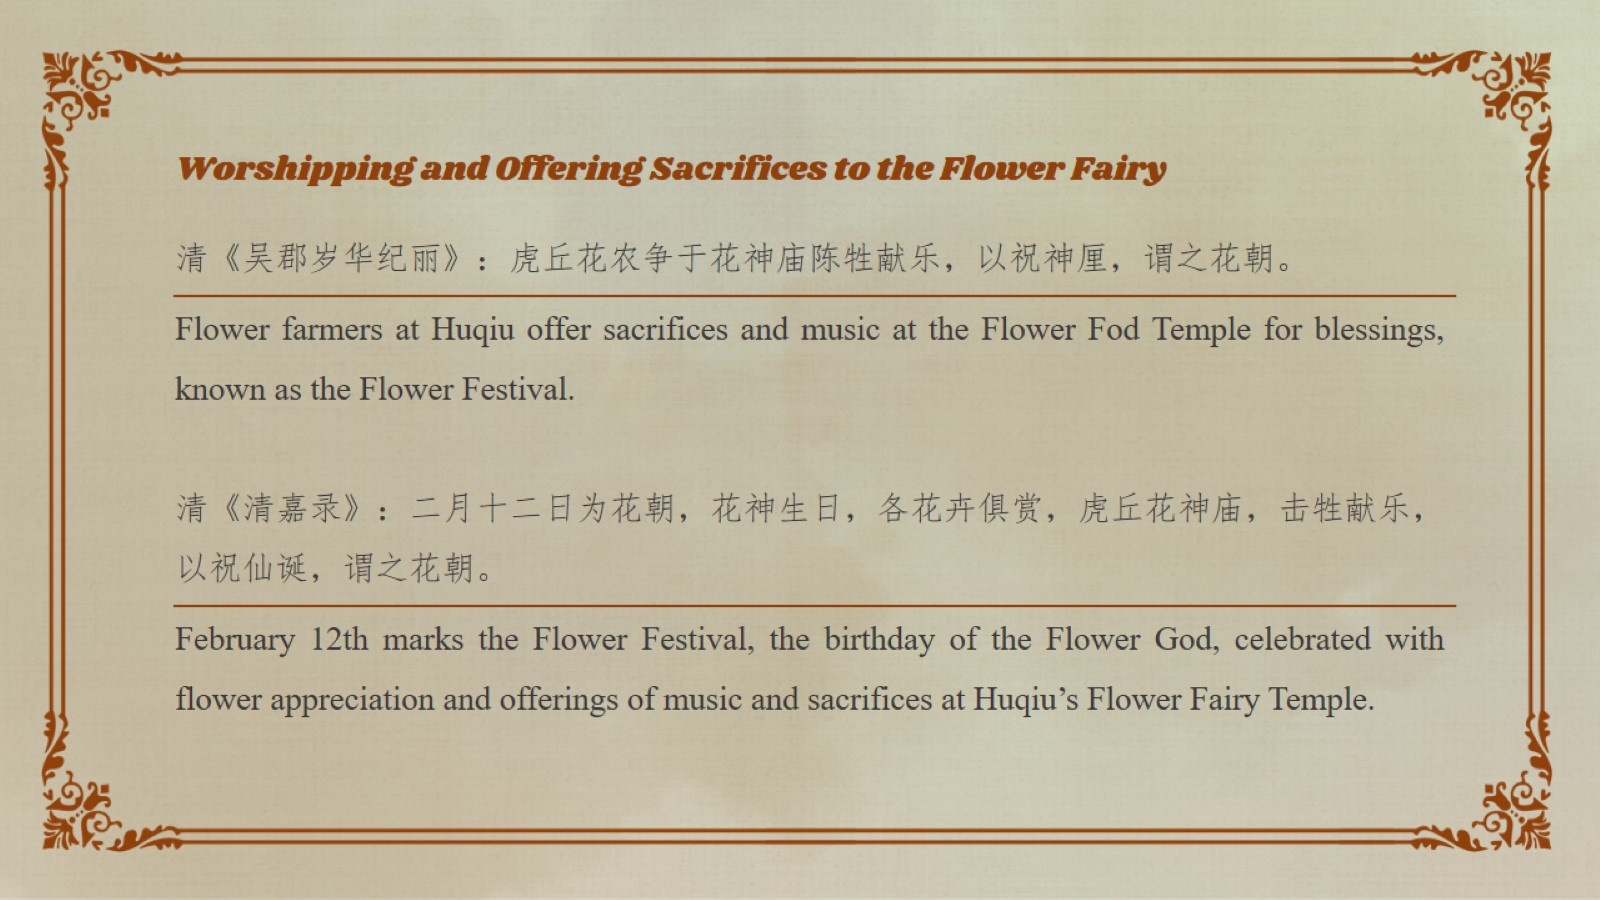 Worshipping and Offering Sacrifices to the Flower Fairy
清《吴郡岁华纪丽》：虎丘花农争于花神庙陈牲献乐，以祝神厘，谓之花朝。
Flower farmers at Huqiu offer sacrifices and music at the Flower Fod Temple for blessings,
known as the Flower Festival.
清《清嘉录》：二月十二日为花朝，花神生日，各花卉俱赏，虎丘花神庙，击牲献乐，
以祝仙诞，谓之花朝。
February 12th marks the Flower Festival, the birthday of the Flower God, celebrated with
flower appreciation and offerings of music and sacrifices at Huqiu’s Flower Fairy Temple.